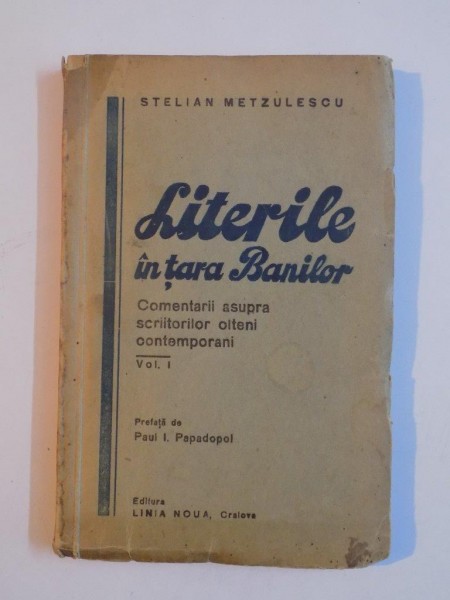 STELIAN METZULESCU
Literile
în țara Banilor
Comentarii asupra
scriitorilor olteni
contemporani
Vol. I
Prefață de
Paul I. Papadopol
Editura
LINIA NOUA, Craiova